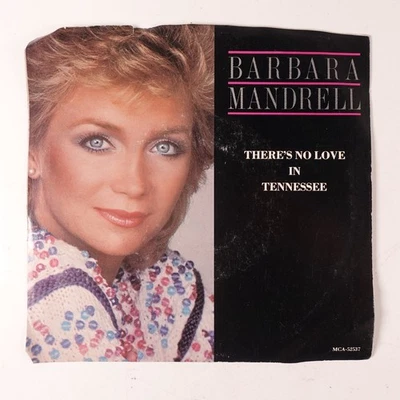 BARBARA
MANDRELL
THERE'S NO LOVE
IN
TENNESSEE
MCA-52537